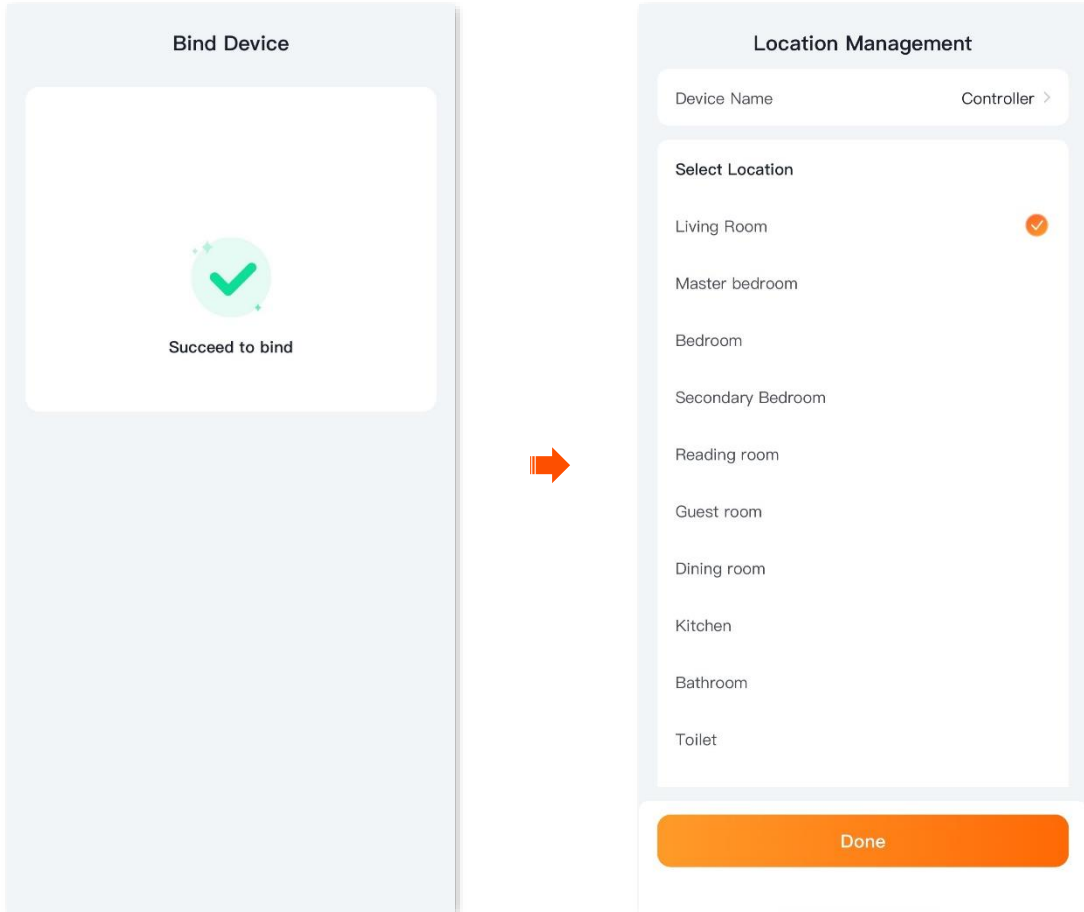 Bind Device
Succeed to bind
Location Management
Device Name Controller
Select Location
Living Room
Master bedroom
Bedroom
Secondary Bedroom
Reading room
Guest room
Dining room
Kitchen
Bathroom
Toilet
Done